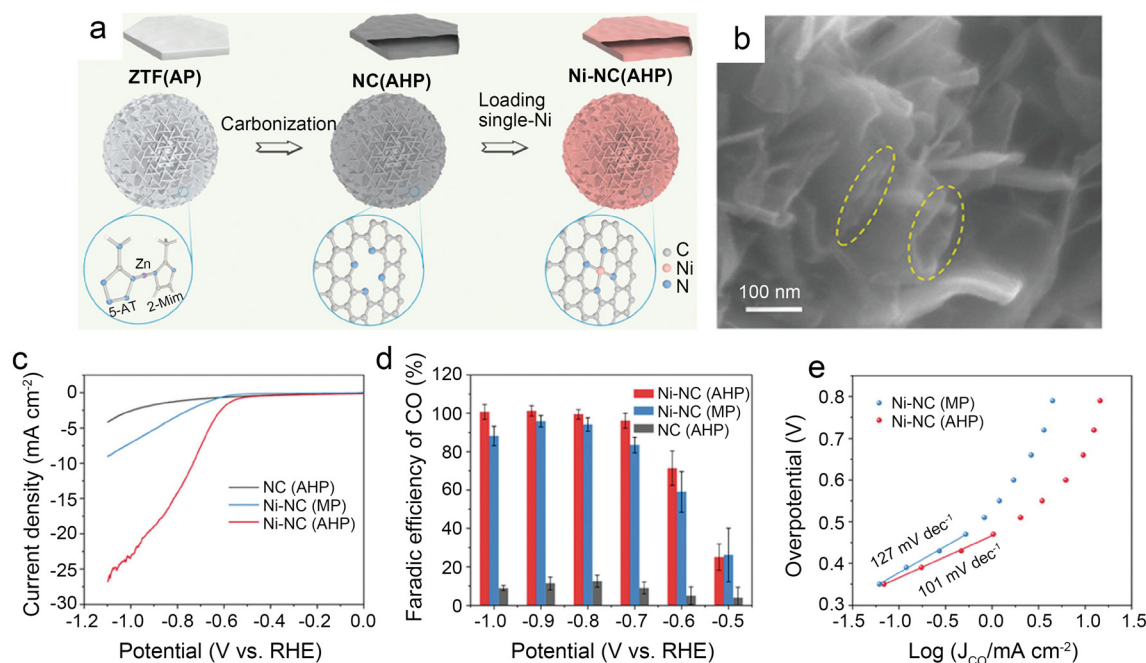 a
ZTF(AP)
NC(AHP)
Ni-NC(AHP)
Carbonization
Loading
single-Ni
Zn
5-AT
2-Mim
C
Ni
N
b
100 nm
c
0
-5
-10
-15
-20
-25
-30
Current density (mA cm⁻²)
NC (AHP)
Ni-NC (MP)
Ni-NC (AHP)
-1.2
-1.0
-0.8
-0.6
-0.4
-0.2
0.0
Potential (V vs. RHE)
d
120
100
80
60
40
20
0
Faradic efficiency of CO (%)
Ni-NC (AHP)
Ni-NC (MP)
NC (AHP)
-1.0
-0.9
-0.8
-0.7
-0.6
-0.5
Potential (V vs. RHE)
e
0.8
0.7
0.6
0.5
0.4
0.3
Overpotential (V)
Ni-NC (MP)
Ni-NC (AHP)
127 mV dec⁻¹
101 mV dec⁻¹
-1.5
-1.0
-0.5
0.0
0.5
1.0
1.5
Log (J_CO/mA cm⁻²)